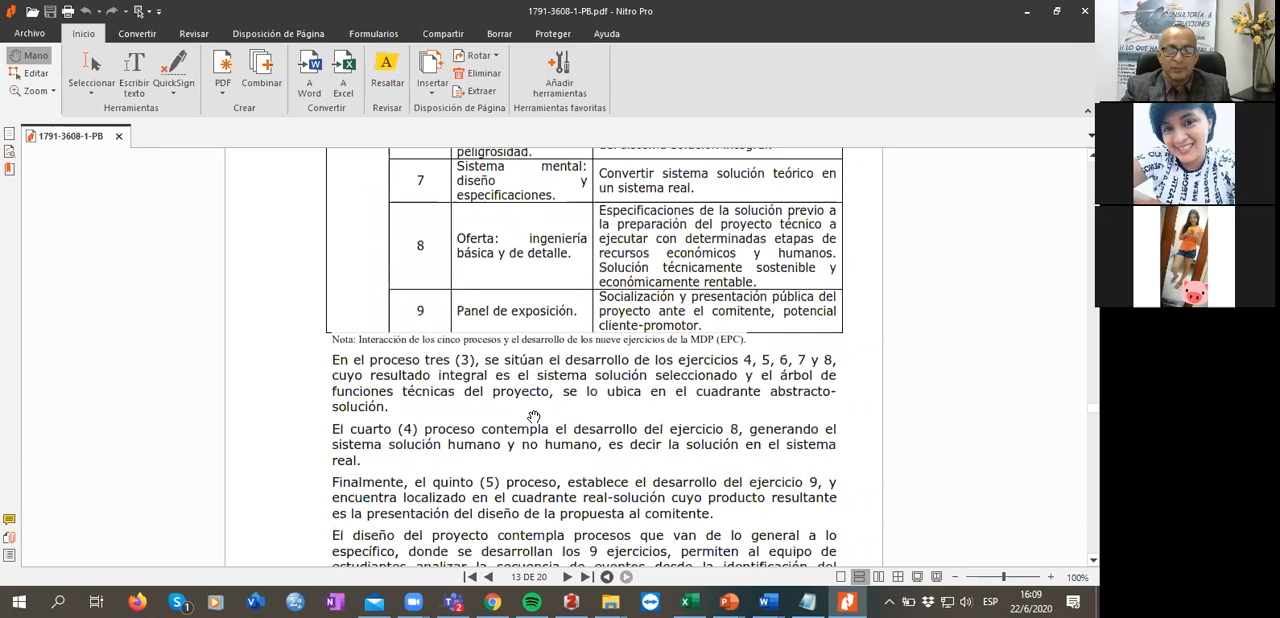 1791-3608-1-PB.pdf - Nitro Pro
Archivo Inicio Convertir Revisar Disposición de Página Formularios Compartir Borrar Proteger Ayuda
Mano
Editar
Zoom
Seleccionar
Escribir texto
QuickSign
Herramientas
PDF
Combinar
Crear
A Word
A Excel
Convertir
Resaltar
Revisar
Insertar
Rotar
Eliminar
Extraer
Disposición de Página
Añadir herramientas
Herramientas favoritas
1791-3608-1-PB
peligrosidad.
7
Sistema mental:
diseño y
especificaciones.
Convertir sistema solución teórico en
un sistema real.
8
Oferta: ingeniería
básica y de detalle.
Especificaciones de la solución previo a
la preparación del proyecto técnico a
ejecutar con determinadas etapas de
recursos económicos y humanos.
Solución técnicamente sostenible y
económicamente rentable.
9
Panel de exposición.
Socialización y presentación pública del
proyecto ante el comitente, potencial
cliente-promotor.
Nota: Interacción de los cinco procesos y el desarrollo de los nueve ejercicios de la MDP (EPC).
En el proceso tres (3), se sitúan el desarrollo de los ejercicios 4, 5, 6, 7 y 8,
cuyo resultado integral es el sistema solución seleccionado y el árbol de
funciones técnicas del proyecto, se lo ubica en el cuadrante abstracto-
solución.
El cuarto (4) proceso contempla el desarrollo del ejercicio 8, generando el
sistema solución humano y no humano, es decir la solución en el sistema
real.
Finalmente, el quinto (5) proceso, establece el desarrollo del ejercicio 9, y
encuentra localizado en el cuadrante real-solución cuyo producto resultante
es la presentación del diseño de la propuesta al comitente.
El diseño del proyecto contempla procesos que van de lo general a lo
específico, donde se desarrollan los 9 ejercicios, permiten al equipo de
estudiantes analizar la secuencia de eventos desde la identificación del
13 DE 20
100%
ESP
16:09
22/6/2020